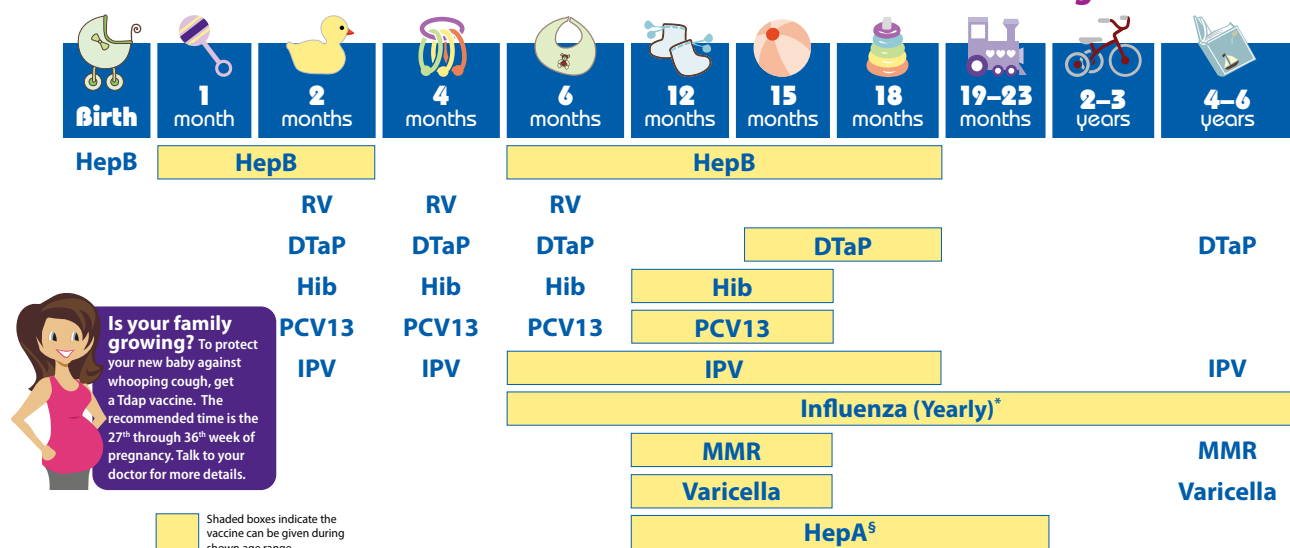 Birth
1
month
2
months
4
months
6
months
12
months
15
months
18
months
19–23
months
2–3
years
4–6
years
HepB HepB HepB
RV RV RV
DTaP DTaP DTaP DTaP DTaP
Hib Hib Hib Hib
PCV13 PCV13 PCV13 PCV13
IPV IPV IPV IPV
Influenza (Yearly)*
MMR MMR
Varicella Varicella
HepA§
Is your family
growing? To protect
your new baby against
whooping cough, get
a Tdap vaccine. The
recommended time is the
27th through 36th week of
pregnancy. Talk to your
doctor for more details.
Shaded boxes indicate the
vaccine can be given during
shown age range.